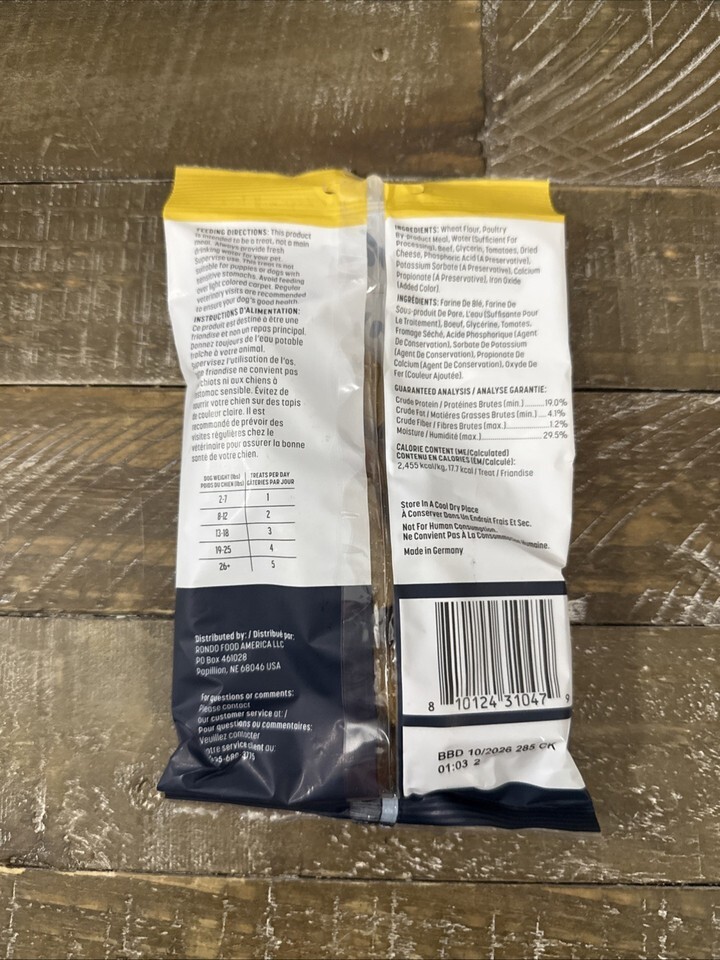 FEEDING DIRECTIONS: This product
is intended to be a treat, not a main
meal. Always provide fresh
drinking water for your pet.
Supervise use. This treat is not
suitable for puppies or dogs with
sensitive stomachs. Avoid feeding
over light colored carpet. Regular
veterinary visits are recommended
to ensure your dog's good health.
INSTRUCTIONS D'ALIMENTATION:
Ce produit est destiné à être une
friandise et non un repas principal.
Donnez toujours de l'eau potable
fraîche à votre animal.
Supervisez l'utilisation de l'os.
friandise ne convient pas
chiots ni aux chiens à
estomac sensible. Évitez de
nourrir votre chien sur des tapis
de couleur claire. Il est
recommandé de prévoir des
visites régulières chez le
vétérinaire pour assurer la bonne
santé de votre chien.
DOG WEIGHT (lbs) TREATS PER DAY
POIDS DU CHIEN (lbs) GÂTERIES PAR JOUR
2-7 1
8-12 2
13-18 3
19-25 4
26+ 5
Distributed by: / Distribué par:
RONDO FOOD AMERICA LLC
PO Box 461028
Papillion, NE 68046 USA
For questions or comments:
Please contact
our customer service at: /
Pour questions ou commentaires:
Veuillez contacter
notre service client au:
INGREDIENTS: Wheat Flour, Poultry
By-Product Meal, Water (Sufficient For
Processing), Beef, Glycerin, Tomatoes, Dried
Cheese, Phosphoric Acid (A Preservative),
Potassium Sorbate (A Preservative), Calcium
Propionate (A Preservative), Iron Oxide
(Added Color).
INGRÉDIENTS: Farine De Blé, Farine De
Sous-produit De Porc, L'eau (Suffisante Pour
Le Traitement), Boeuf, Glycérine, Tomates,
Fromage Séché, Acide Phosphorique (Agent
De Conservation), Sorbate De Potassium
(Agent De Conservation), Propionate De
Calcium (Agent De Conservation), Oxyde De
Fer (Couleur Ajoutée).
GUARANTEED ANALYSIS / ANALYSE GARANTIE:
Crude Protein / Protéines Brutes (min.) 19.0%
Crude Fat / Matières Grasses Brutes (min.) 4.1%
Crude Fiber / Fibres Brutes (max.) 1.2%
Moisture / Humidité (max.) 29.5%
CALORIE CONTENT (ME/Calculated)
CONTENU EN CALORIES (EM/Calculé):
2,455 kcal/kg, 17.7 kcal / Treat / Friandise
Store In A Cool Dry Place
À Conserver Dans Un Endroit Frais Et Sec.
Not For Human Consumption.
Ne Convient Pas À La Consommation Humaine.
Made in Germany
8 10124 31047 9
BBD 10/2026 285 CK
01:03 2